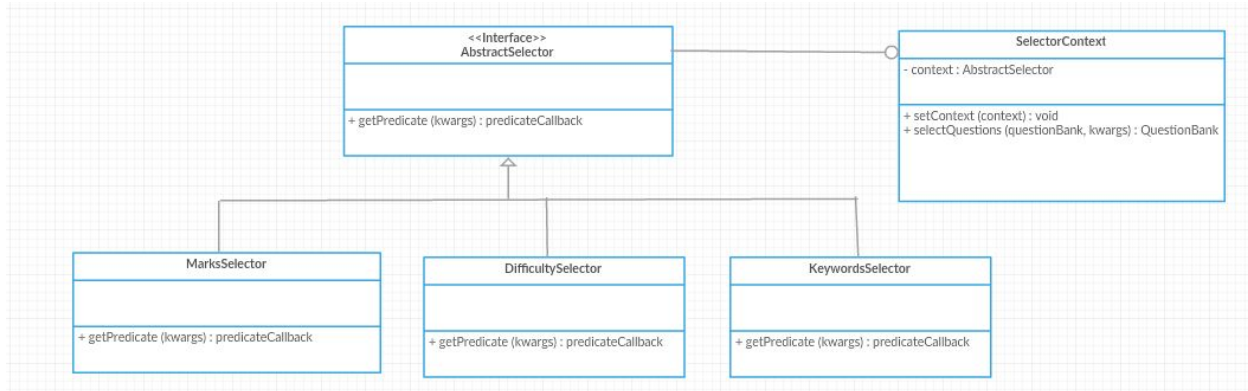 <<Interface>>
AbstractSelector
+ getPredicate (kwargs) : predicateCallback
SelectorContext
- context : AbstractSelector
+ setContext (context) : void
+ selectQuestions (questionBank, kwargs) : QuestionBank
MarksSelector
+ getPredicate (kwargs) : predicateCallback
DifficultySelector
+ getPredicate (kwargs) : predicateCallback
KeywordsSelector
+ getPredicate (kwargs) : predicateCallback